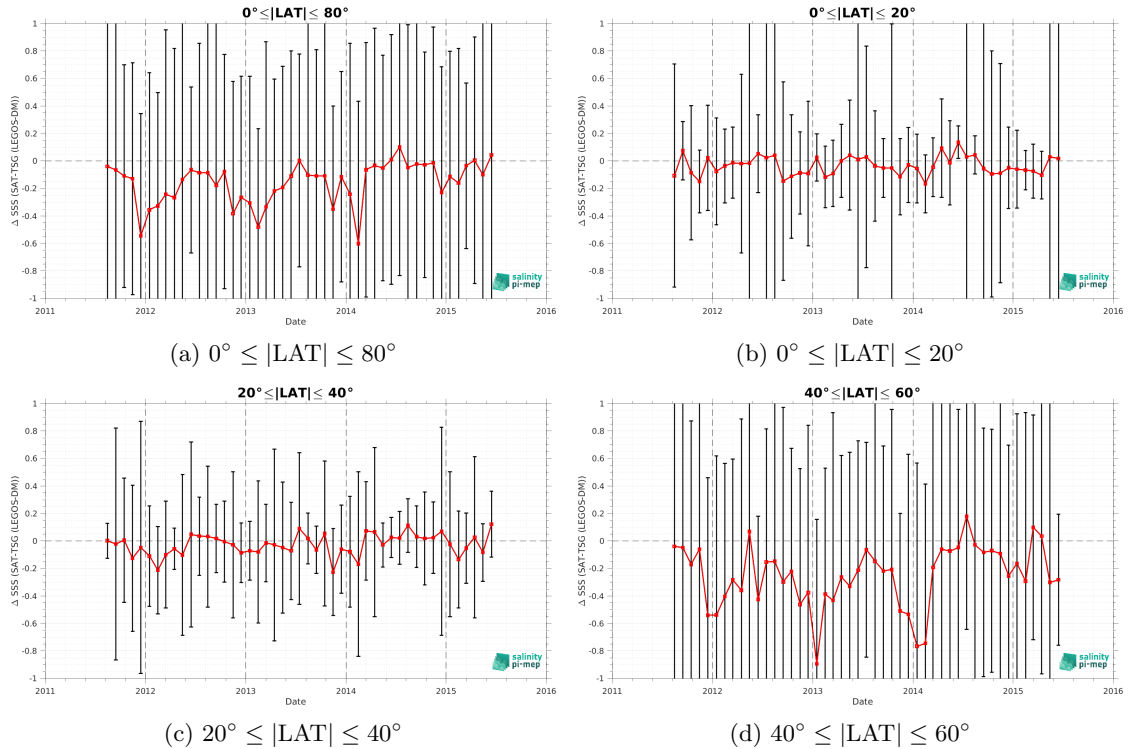 0°≤|LAT|≤ 80°
1
0.8
0.6
0.4
0.2
0
-0.2
-0.4
-0.6
-0.8
-1
Δ SSS (SAT-TSG (LEGOS-DM))
2011 2012 2013 2014 2015 2016
Date
salinity
pi-mep
(a) 0° ≤ |LAT| ≤ 80°
0°≤|LAT|≤ 20°
1
0.8
0.6
0.4
0.2
0
-0.2
-0.4
-0.6
-0.8
-1
Δ SSS (SAT-TSG (LEGOS-DM))
2011 2012 2013 2014 2015 2016
Date
salinity
pi-mep
(b) 0° ≤ |LAT| ≤ 20°
20°≤|LAT|≤ 40°
1
0.8
0.6
0.4
0.2
0
-0.2
-0.4
-0.6
-0.8
-1
Δ SSS (SAT-TSG (LEGOS-DM))
2011 2012 2013 2014 2015 2016
Date
salinity
pi-mep
(c) 20° ≤ |LAT| ≤ 40°
40°≤|LAT|≤ 60°
1
0.8
0.6
0.4
0.2
0
-0.2
-0.4
-0.6
-0.8
-1
Δ SSS (SAT-TSG (LEGOS-DM))
2011 2012 2013 2014 2015 2016
Date
salinity
pi-mep
(d) 40° ≤ |LAT| ≤ 60°